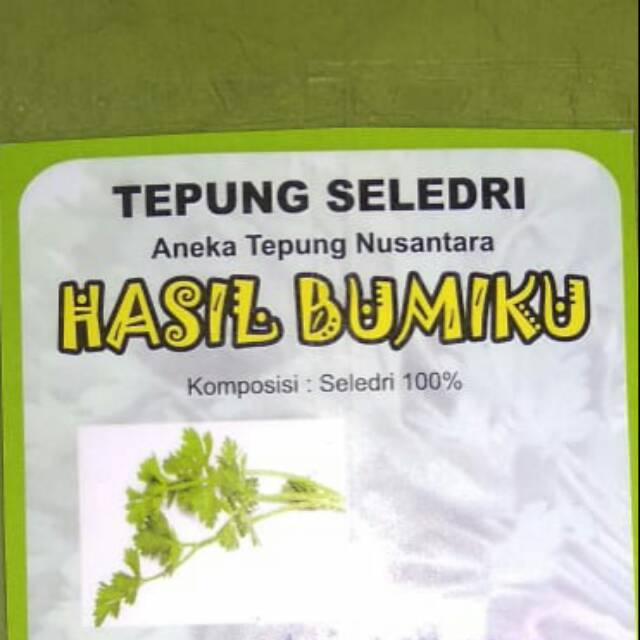 TEPUNG SELEDRI
Aneka Tepung Nusantara
HASIL BUMIKU
Komposisi : Seledri 100%